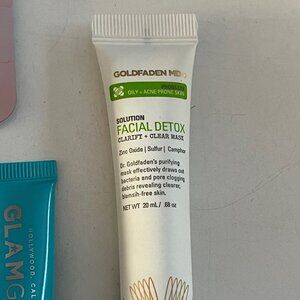 GOLDFADEN MD
OILY + ACNE PRONE SKIN
SOLUTION
FACIAL DETOX
CLARIFY + CLEAR MASK
Zinc Oxide | Sulfur | Camphor
Dr. Goldfaden's purifying
mask effectively draws out
bacteria and pore clogging
debris revealing clearer,
blemish-free skin.
NET WT 20 mL / .68 oz
HOLLYWOOD, CAL
GLAMG